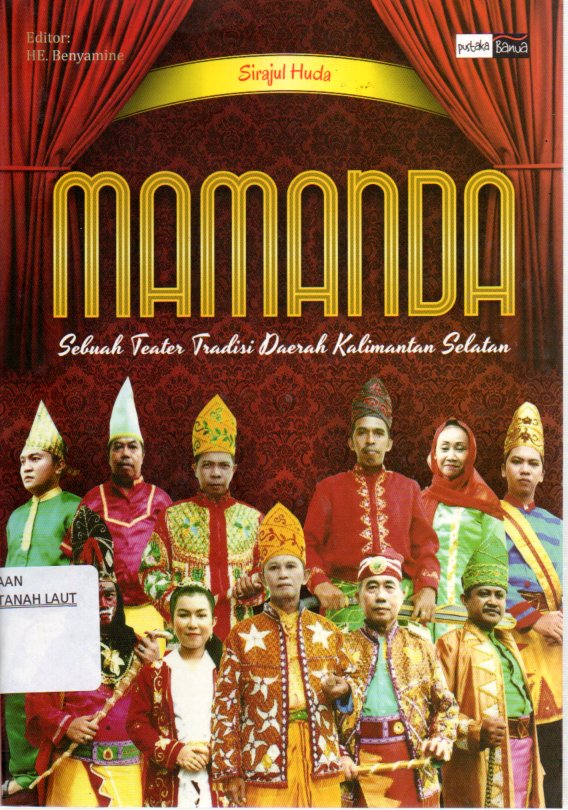 Editor:
HE. Benyamine
pustaka Banua
Sirajul Huda
MAMANDA
Sebuah Teater Tradisi Daerah Kalimantan Selatan
AAN
TANAH LAUT